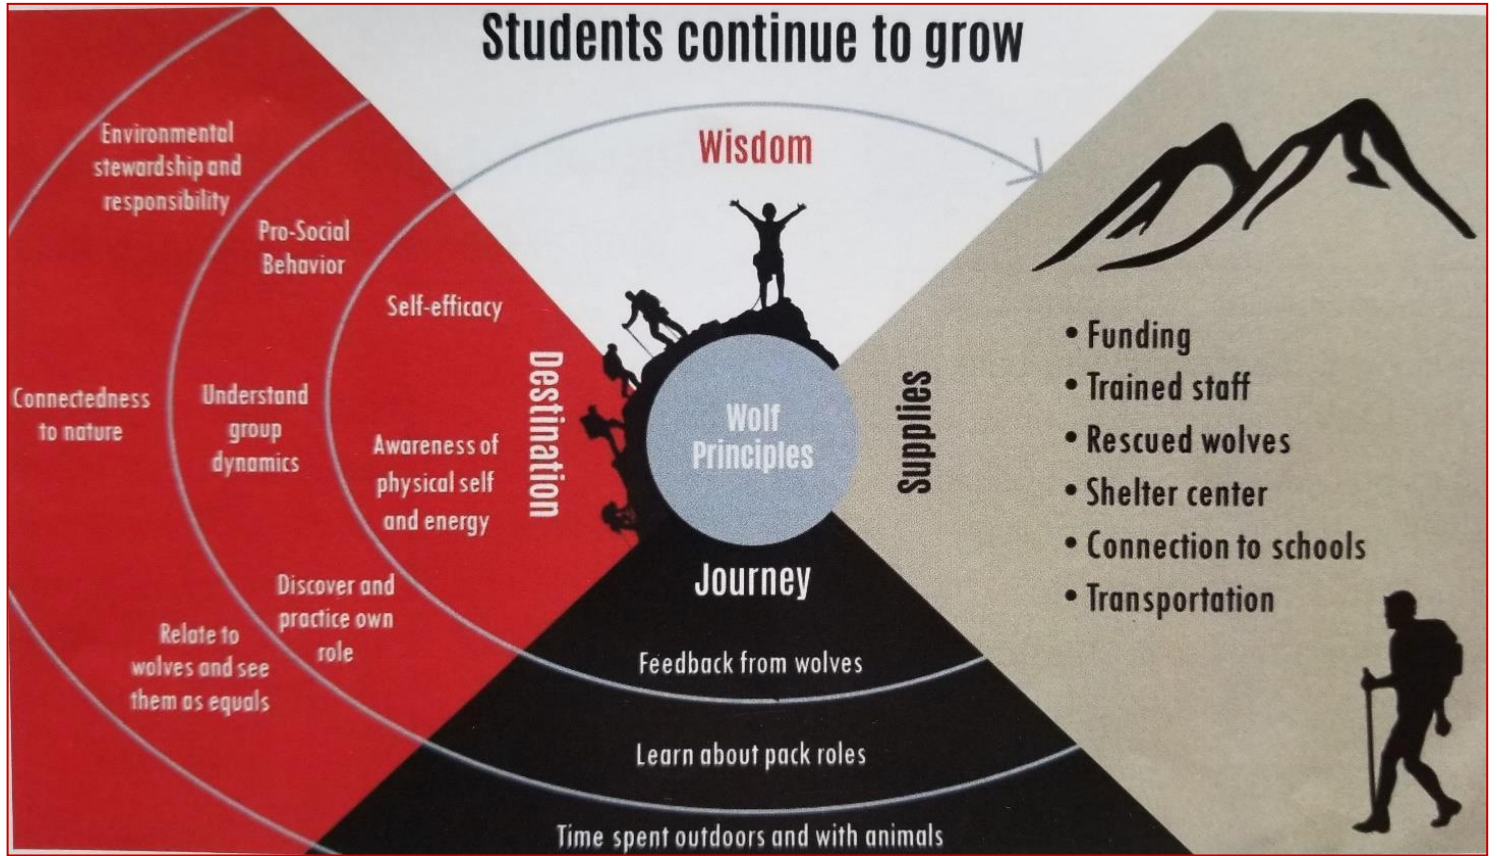 Students continue to grow
Wisdom
Environmental
stewardship and
responsibility
Pro-Social
Behavior
Self-efficacy
Connectedness
to nature
Understand
group
dynamics
Awareness of
physical self
and energy
Discover and
practice own
role
Relate to
wolves and see
them as equals
Destination
Wolf
Principles
Journey
Feedback from wolves
Learn about pack roles
Time spent outdoors and with animals
Supplies
• Funding
• Trained staff
• Rescued wolves
• Shelter center
• Connection to schools
• Transportation